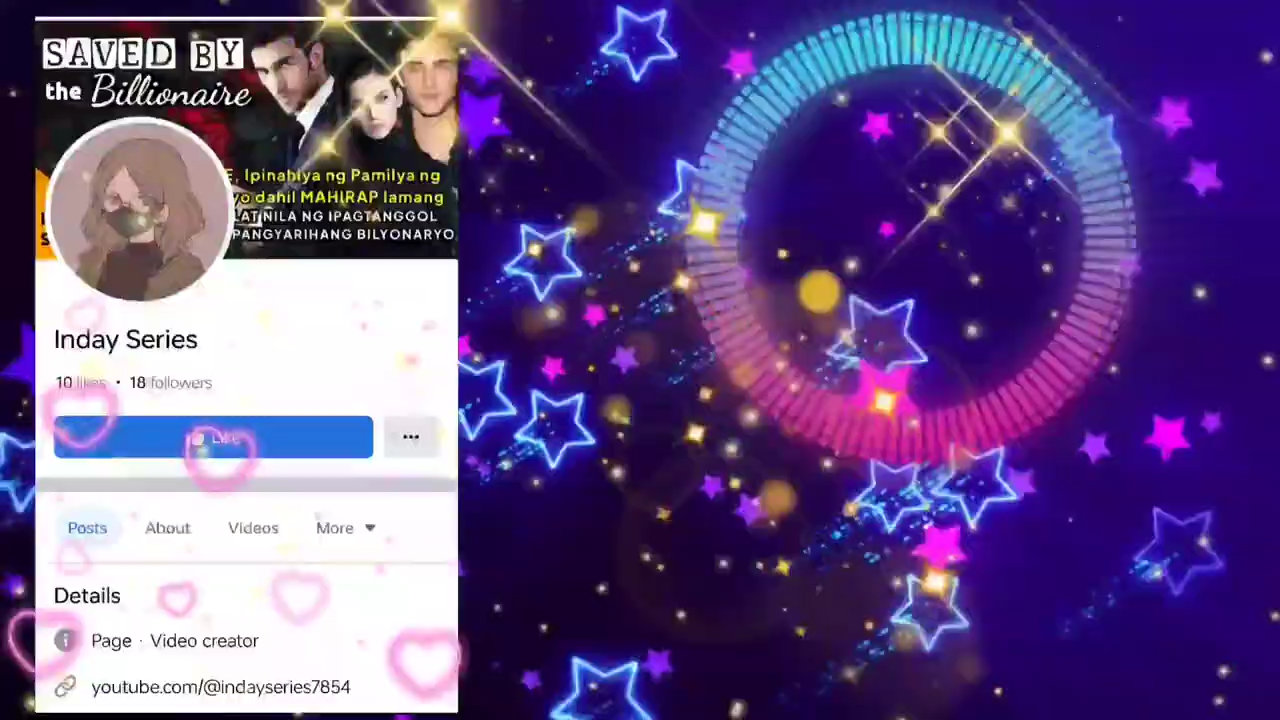 SAVED BY
the Billionaire
Ipinahiya ng Pamilya ng
dahil MAHIRAP lamang
NILA NG IPAGTANGGOL
BILYONARYO
Inday Series
10 likes · 18 followers
Like
Posts About Videos More
Details
Page · Video creator
youtube.com/@indayseries7854